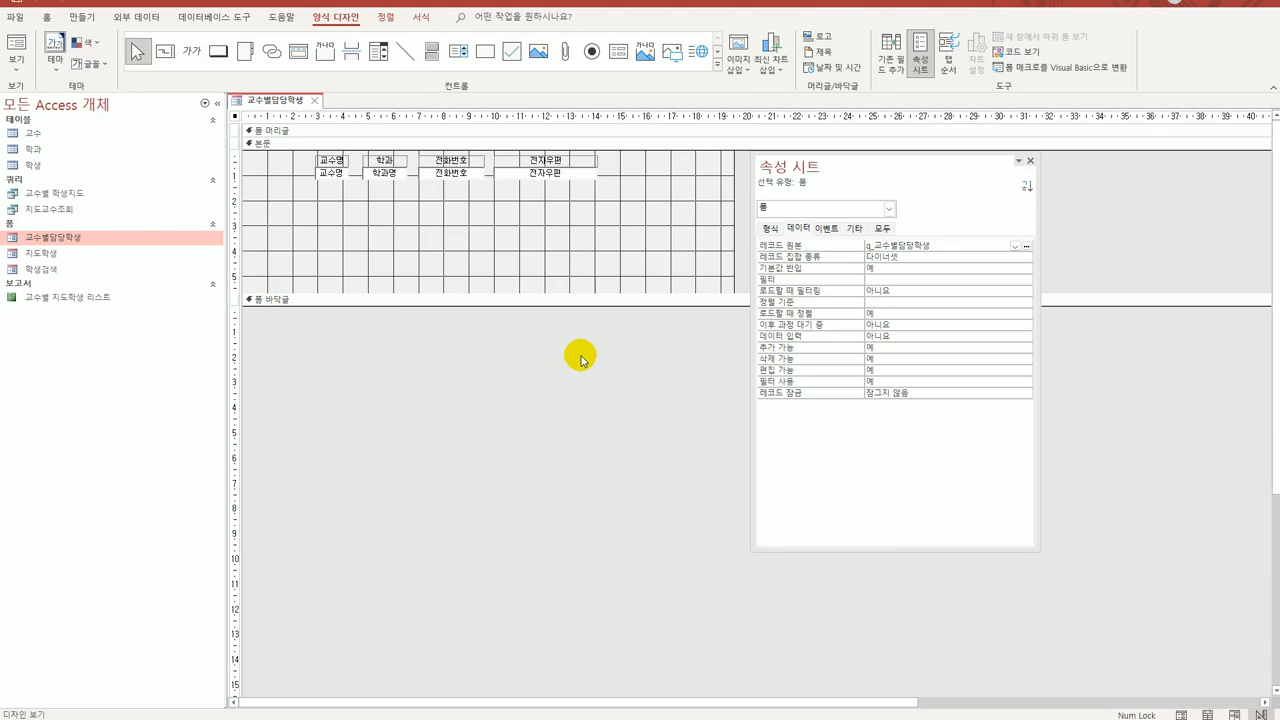 파일 홈 만들기 외부 데이터 데이터베이스 도구 도움말 양식 디자인 정렬 서식 어떤 작업을 원하시나요?
보기
테마
색
글꼴
가가
가나다
가나다
이미지 삽입
최신 차트 삽입
로고
제목
날짜 및 시간
기존 필드 추가
속성 시트
탭 순서
차트 설정
새 창에서 하위 폼 보기
코드 보기
폼 매크로를 Visual Basic으로 변환
보기 테마 컨트롤 머리글/바닥글 도구
모든 Access 개체
테이블
교수
학과
학생
쿼리
교수별 학생지도
지도교수조회
폼
교수별담당학생
지도학생
학생검색
보고서
교수별 지도학생 리스트
교수별담당학생
폼 머리글
본문
교수명 학과 전화번호 전자우편
교수명 학과명 전화번호 전자우편
폼 바닥글
속성 시트
선택 유형: 폼
폼
형식 데이터 이벤트 기타 모두
레코드 원본 q_교수별담당학생
레코드 집합 종류 다이너셋
기본값 반입 예
필터
로드할 때 필터링 아니요
정렬 기준
로드할 때 정렬 예
이후 과정 대기 중 아니요
데이터 입력 아니요
추가 가능 예
삭제 가능 예
편집 가능 예
필터 사용 예
레코드 잠금 잠그지 않음
디자인 보기
Num Lock